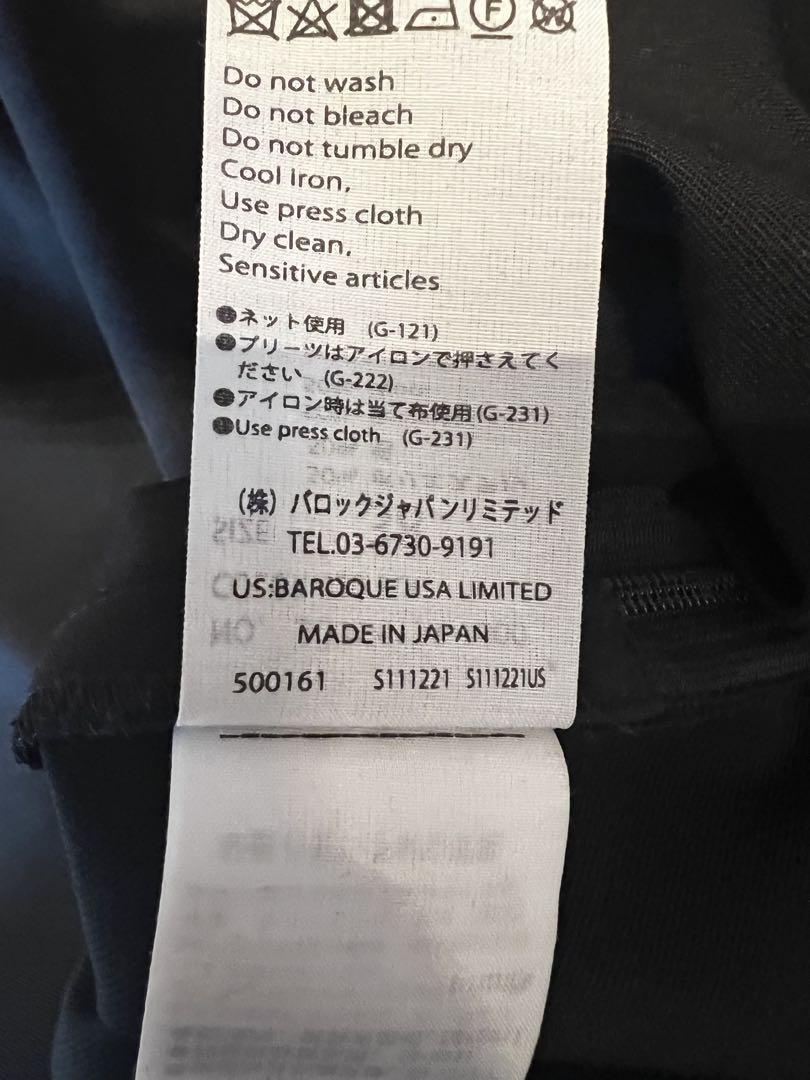 F
W
Do not wash
Do not bleach
Do not tumble dry
Cool Iron,
Use press cloth
Dry clean,
Sensitive articles
●ネット使用 (G-121)
●プリーツはアイロンで押さえてく
ださい (G-222)
●アイロン時は当て布使用(G-231)
●Use press cloth (G-231)
(株) バロックジャパンリミテッド
TEL.03-6730-9191
US:BAROQUE USA LIMITED
MADE IN JAPAN
500161 S111221 S111221US